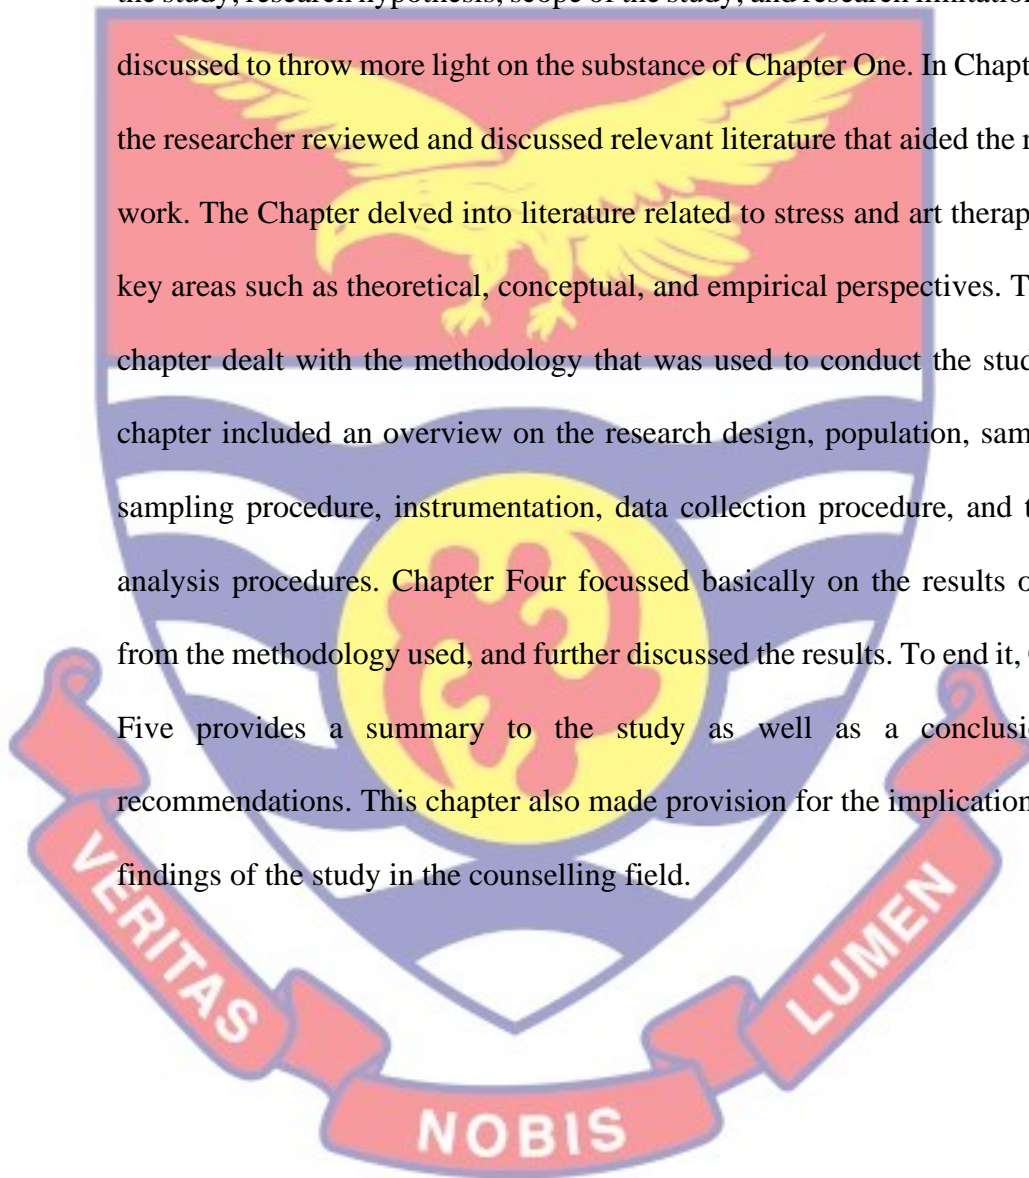 the study, research hypothesis, scope of the study, and research limitation
discussed to throw more light on the substance of Chapter One. In Chapt
the researcher reviewed and discussed relevant literature that aided the
work. The Chapter delved into literature related to stress and art therap
key areas such as theoretical, conceptual, and empirical perspectives. T
chapter dealt with the methodology that was used to conduct the stud
chapter included an overview on the research design, population, sam
sampling procedure, instrumentation, data collection procedure, and t
analysis procedures. Chapter Four focussed basically on the results o
from the methodology used, and further discussed the results. To end it,
Five provides a summary to the study as well as a conclusi
recommendations. This chapter also made provision for the implication
findings of the study in the counselling field.
VERITAS
NOBIS
LUMEN